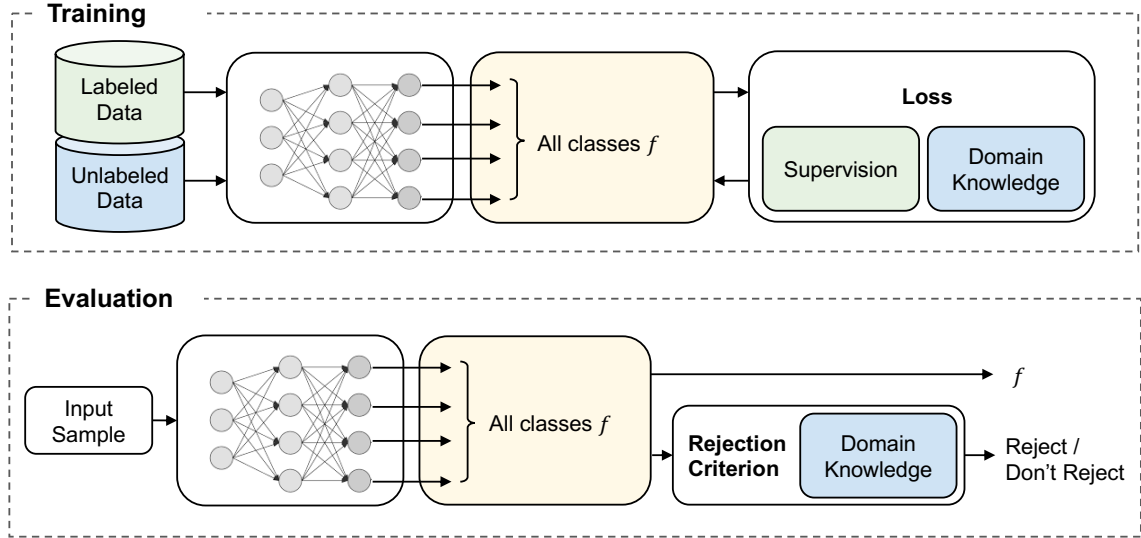 Training
Labeled
Data
Unlabeled
Data
All classes f
Loss
Supervision
Domain
Knowledge
Evaluation
Input
Sample
All classes f
f
Rejection
Criterion
Domain
Knowledge
Reject /
Don’t Reject